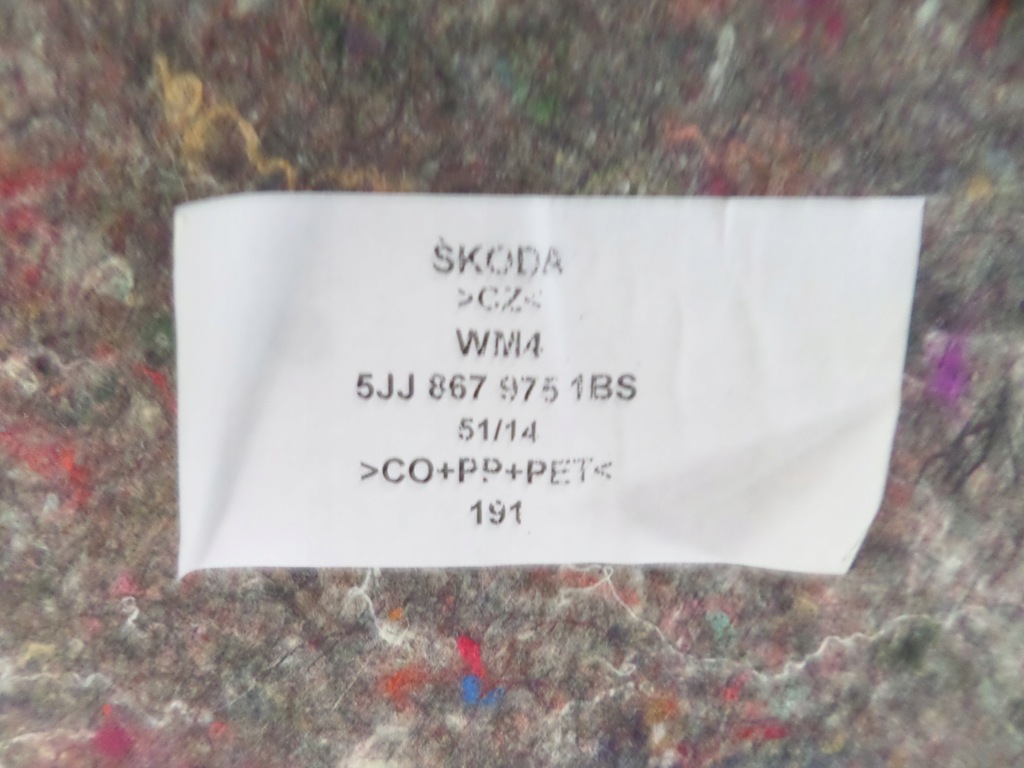 ŠKODA
>CZ<
WM4
5JJ 867 975 1BS
51/14
>CO+PP+PET<
191